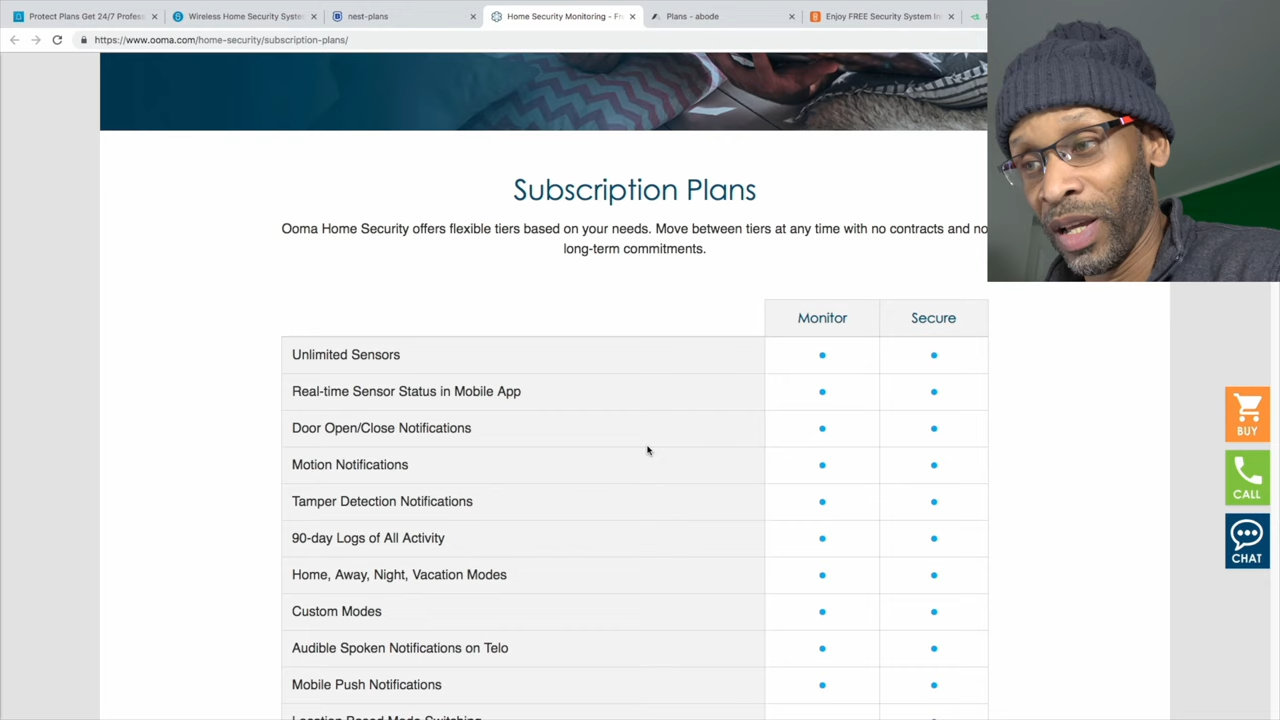 Protect Plans Get 24/7 Profess
Wireless Home Security Syste
nest-plans
Home Security Monitoring - Fr
Plans - abode
Enjoy FREE Security System In
https://www.ooma.com/home-security/subscription-plans/
Subscription Plans
Ooma Home Security offers flexible tiers based on your needs. Move between tiers at any time with no contracts and no
long-term commitments.
Monitor Secure
Unlimited Sensors
Real-time Sensor Status in Mobile App
Door Open/Close Notifications
Motion Notifications
Tamper Detection Notifications
90-day Logs of All Activity
Home, Away, Night, Vacation Modes
Custom Modes
Audible Spoken Notifications on Telo
Mobile Push Notifications
Location Based Mode Switching
BUY
CALL
CHAT